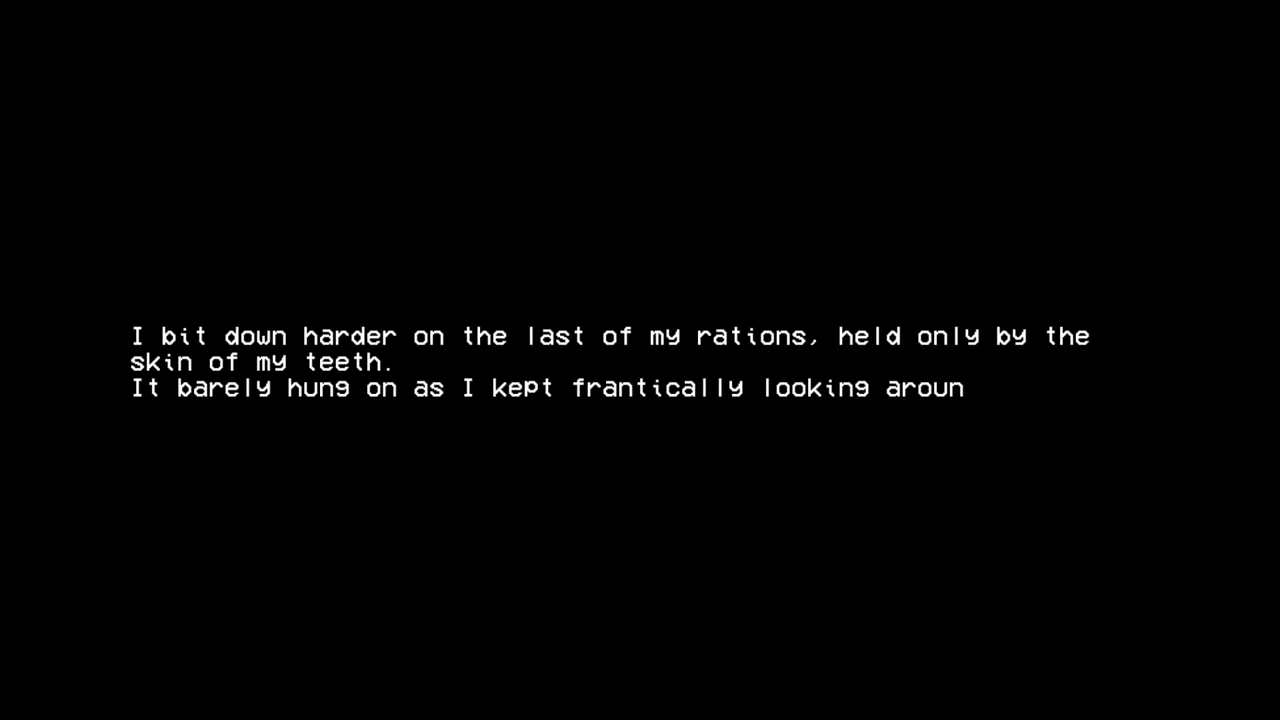 I bit down harder on the last of my rations, held only by the
skin of my teeth.
It barely hung on as I kept frantically looking aroun